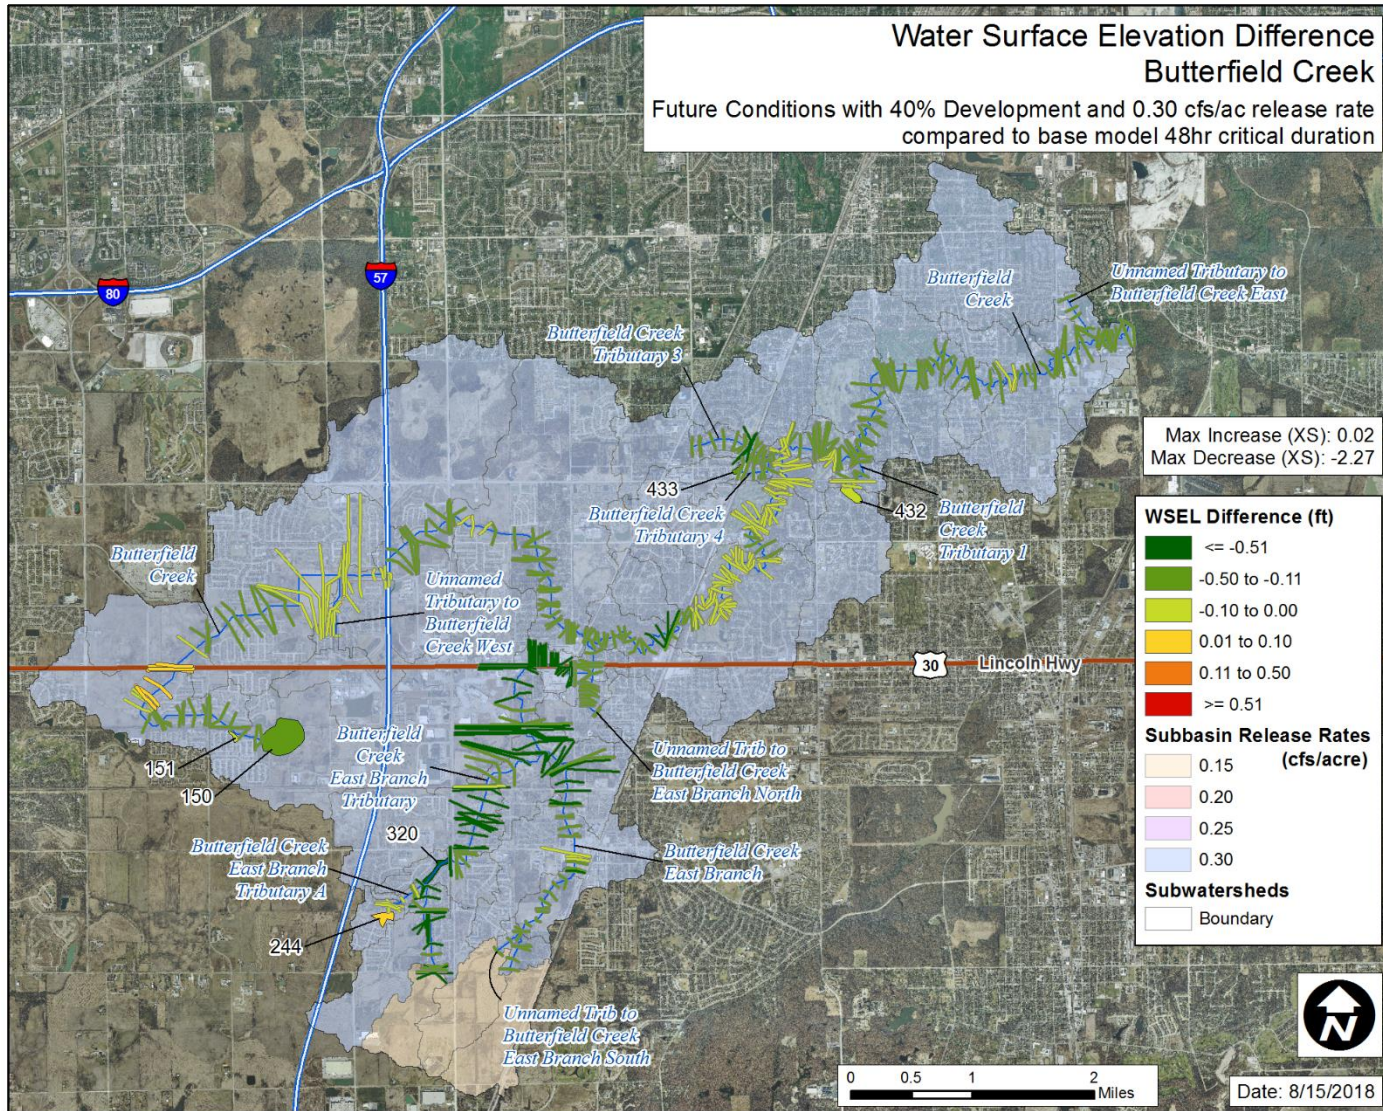 Water Surface Elevation Difference
Butterfield Creek
Future Conditions with 40% Development and 0.30 cfs/ac release rate
compared to base model 48hr critical duration
80
57
Butterfield
Creek
Unnamed Tributary to
Butterfield Creek East
Butterfield Creek
Tributary 3
Max Increase (XS): 0.02
Max Decrease (XS): -2.27
433
432
Butterfield Creek
Tributary 4
Butterfield
Creek
Tributary 1
Butterfield
Creek
Unnamed
Tributary to
Butterfield
Creek West
30
Lincoln Hwy
151
150
Butterfield
Creek
East Branch
Tributary
Unnamed Trib to
Butterfield Creek
East Branch North
320
Butterfield Creek
East Branch
Tributary A
Butterfield Creek
East Branch
244
Unnamed Trib to
Butterfield Creek
East Branch South
WSEL Difference (ft)
<= -0.51
-0.50 to -0.11
-0.10 to 0.00
0.01 to 0.10
0.11 to 0.50
>= 0.51
Subbasin Release Rates
(cfs/acre)
0.15
0.20
0.25
0.30
Subwatersheds
Boundary
N
0 0.5 1 2
Miles
Date: 8/15/2018